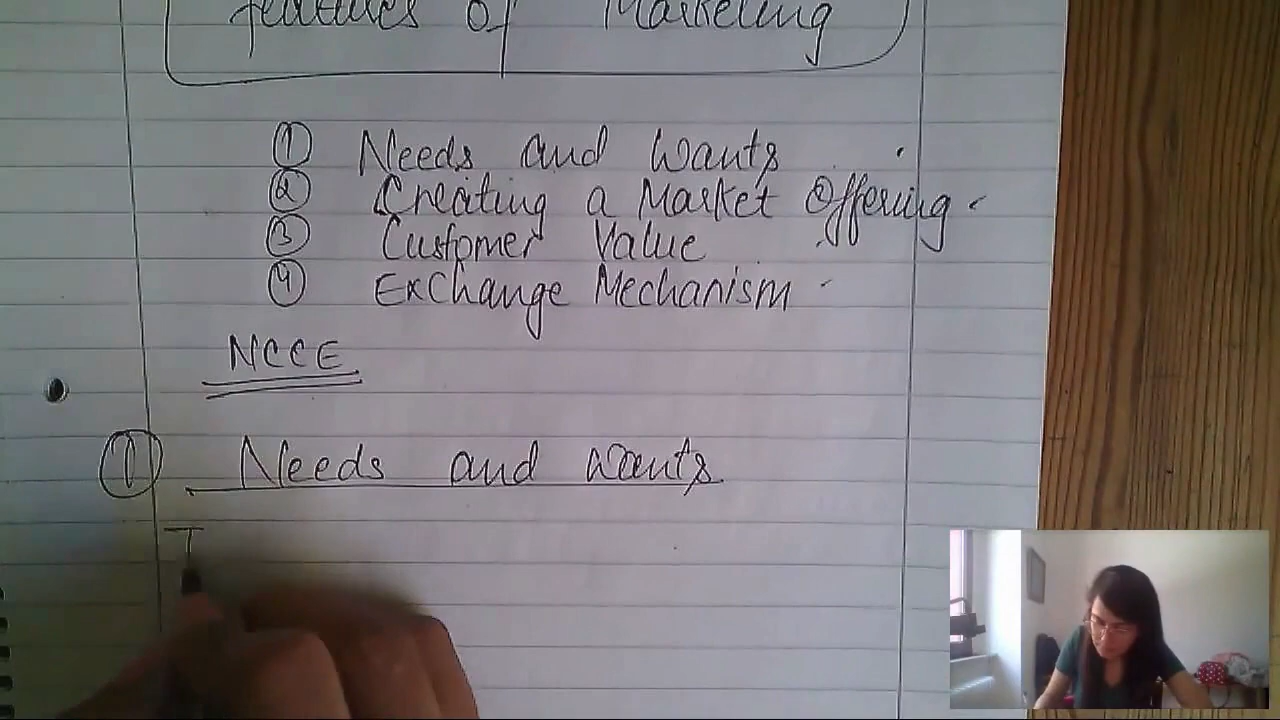 features of Marketing
① Needs and Wants
② Creating a Market Offering
③ Customer Value
④ Exchange Mechanism
NCCE
① Needs and Wants
T